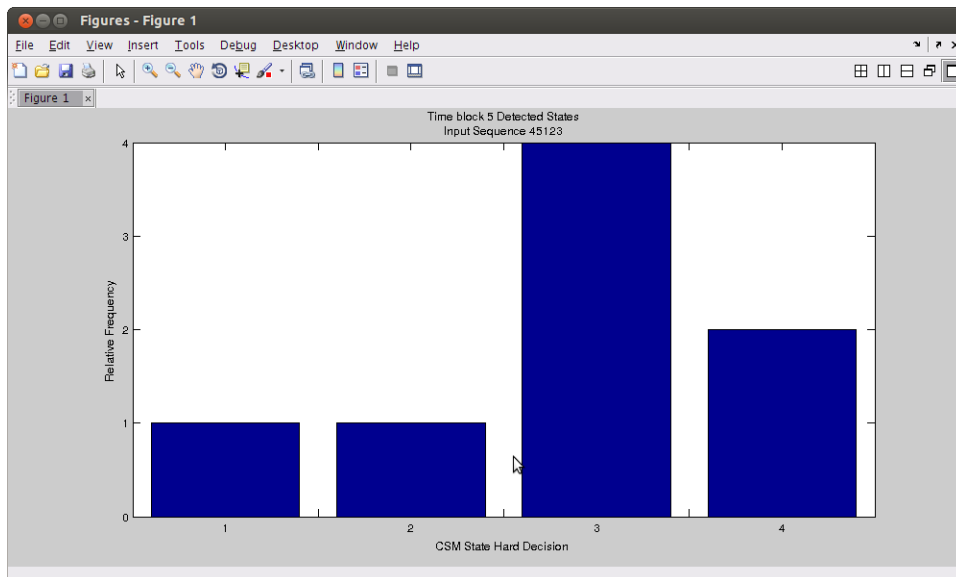 Figures - Figure 1
File Edit View Insert Tools Debug Desktop Window Help
Figure 1
Time block 5 Detected States
Input Sequence 45123
4
3
2
1
0
Relative Frequency
1 2 3 4
CSM State Hard Decision